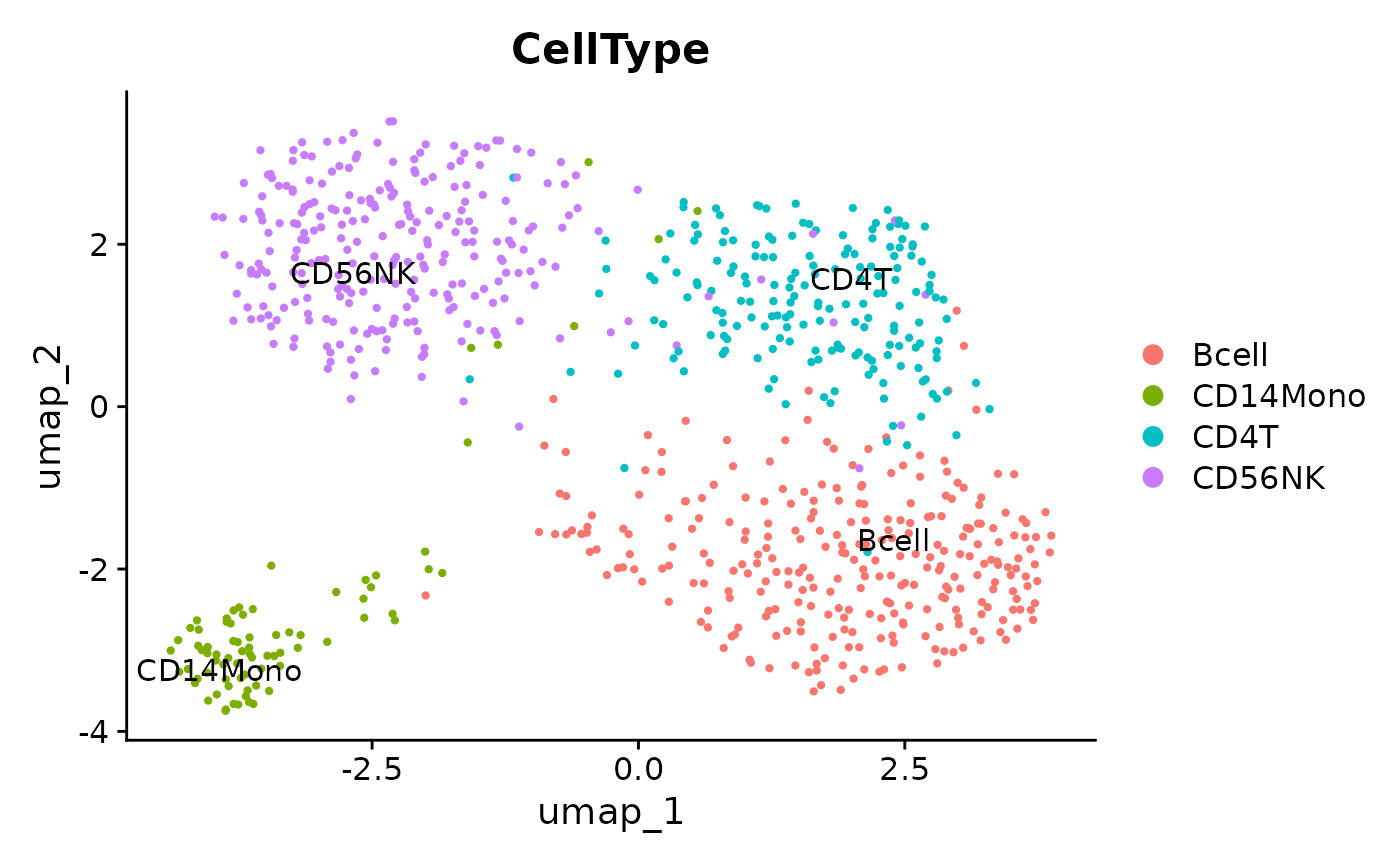 CellType
umap_2
2
0
-2
-4
CD56NK
CD4T
Bcell
CD14Mono
-2.5
0.0
2.5
umap_1
Bcell
CD14Mono
CD4T
CD56NK